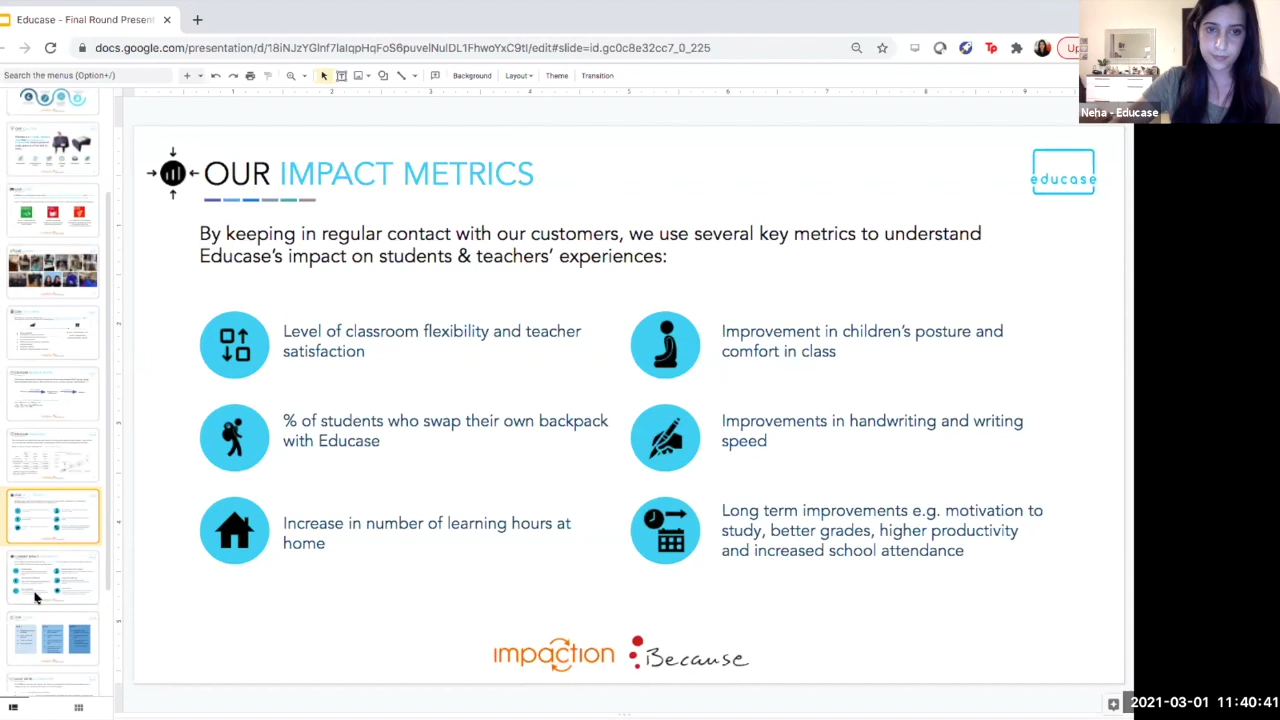 Educase - Final Round Present
docs.google.com/presentation/d/18iNJzYGlnf7laIqpHqFDS6pIvelNulDL1FhwoYxC9tI/edit#slide=id.gc0c8e32cc7_0_225
Up
Search the menus (Option+/)
Background
Layout
Theme
Transition
Neha - Educase
OUR IMPACT METRICS
educase
By keeping in regular contact with our customers, we use several key metrics to understand
Educase's impact on students & teachers' experiences:
Level of classroom flexibility and teacher
satisfaction
Improvement in children's posture and
comfort in class
% of students who swap their own backpack
with Educase
Improvements in handwriting and writing
speed
Increase in number of learning hours at
home
Long term improvements e.g. motivation to
study, better grades, higher productivity
and increased school attendance
impaction
Because
2021-03-01 11:40:41